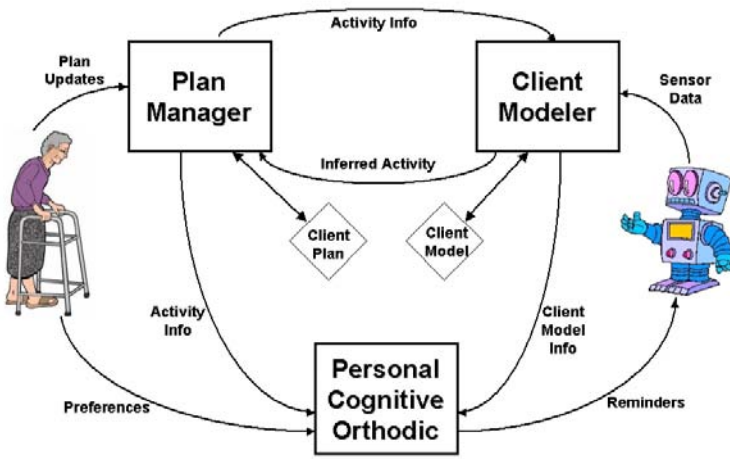 Activity Info
Plan
Updates
Plan
Manager
Client
Modeler
Sensor
Data
Inferred Activity
Client
Plan
Client
Model
Activity
Info
Client
Model
Info
Personal
Cognitive
Orthodic
Preferences
Reminders